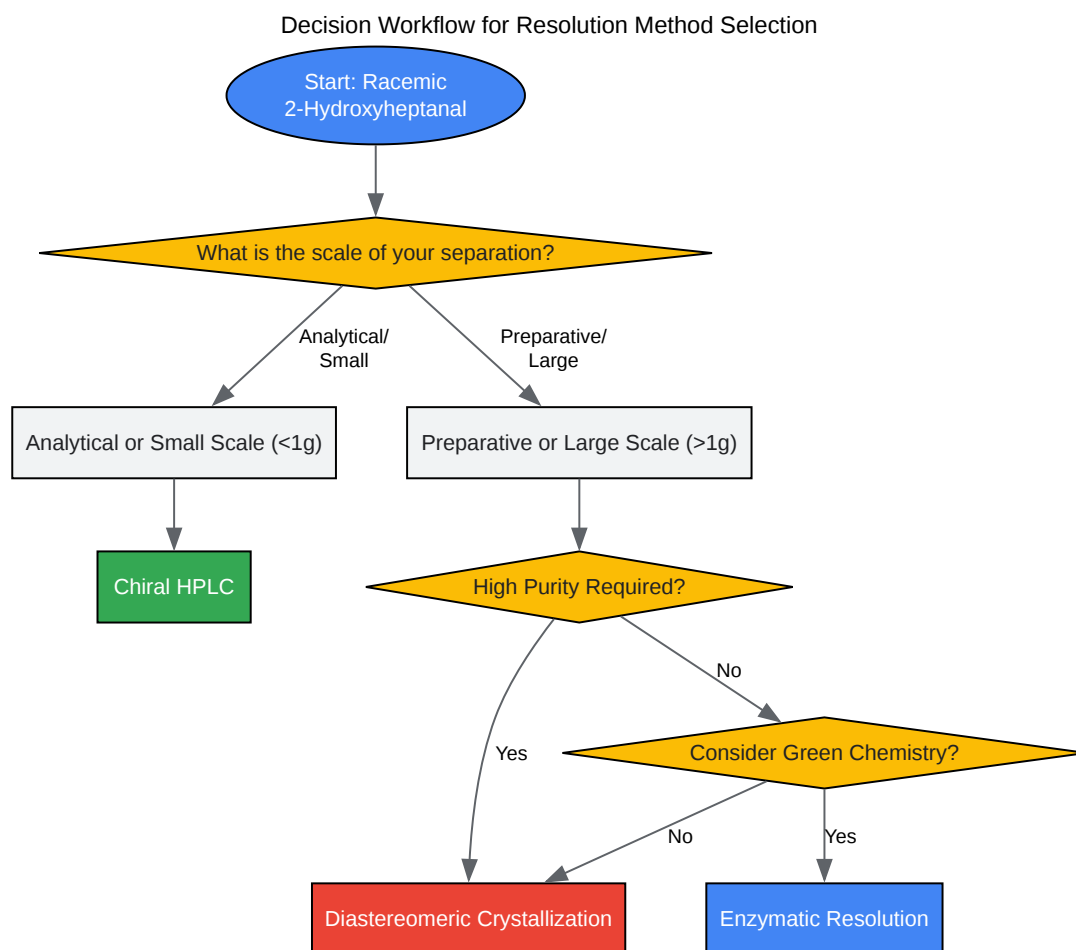 Decision Workflow for Resolution Method Selection
Start: Racemic
2-Hydroxyheptanal
What is the scale of your separation?
Analytical/
Small
Preparative/
Large
Analytical or Small Scale (<1g)
Preparative or Large Scale (>1g)
Chiral HPLC
High Purity Required?
No
Yes
Consider Green Chemistry?
No
Yes
Diastereomeric Crystallization
Enzymatic Resolution